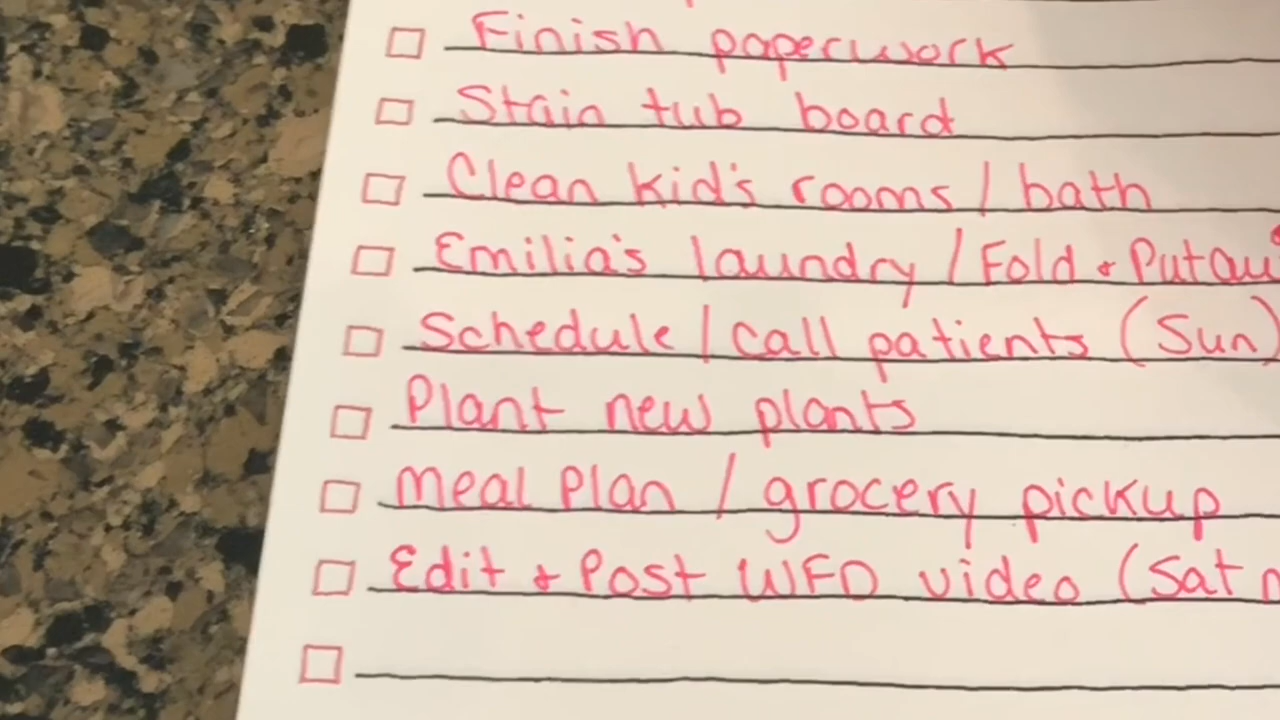 Finish paperwork
Stain tub board
Clean kid's rooms / bath
Emilia's laundry / Fold + Putaw
Schedule / call patients (Sun)
Plant new plants
Meal Plan / grocery pickup
Edit + Post WFD video (Sat n